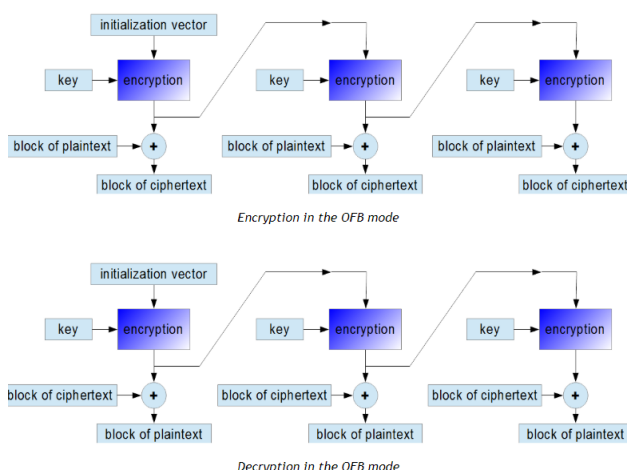 initialization vector
key encryption key encryption key encryption
block of plaintext + block of plaintext + block of plaintext +
block of ciphertext block of ciphertext block of ciphertext
Encryption in the OFB mode
initialization vector
key encryption key encryption key encryption
block of ciphertext + block of ciphertext + block of ciphertext +
block of plaintext block of plaintext block of plaintext
Decryption in the OFB mode